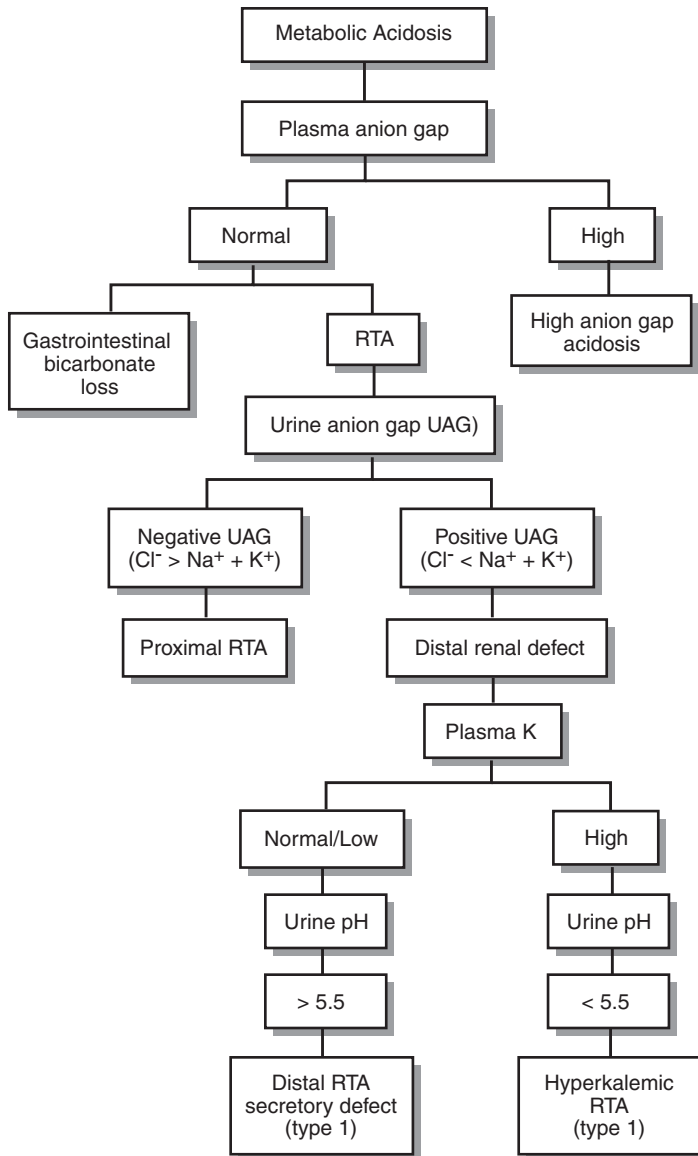 Metabolic Acidosis
Plasma anion gap
Normal
High
Gastrointestinal
bicarbonate
loss
RTA
High anion gap
acidosis
Urine anion gap UAG)
Negative UAG
(Cl⁻ > Na⁺ + K⁺)
Positive UAG
(Cl⁻ < Na⁺ + K⁺)
Proximal RTA
Distal renal defect
Plasma K
Normal/Low
High
Urine pH
Urine pH
> 5.5
< 5.5
Distal RTA
secretory defect
(type 1)
Hyperkalemic
RTA
(type 1)